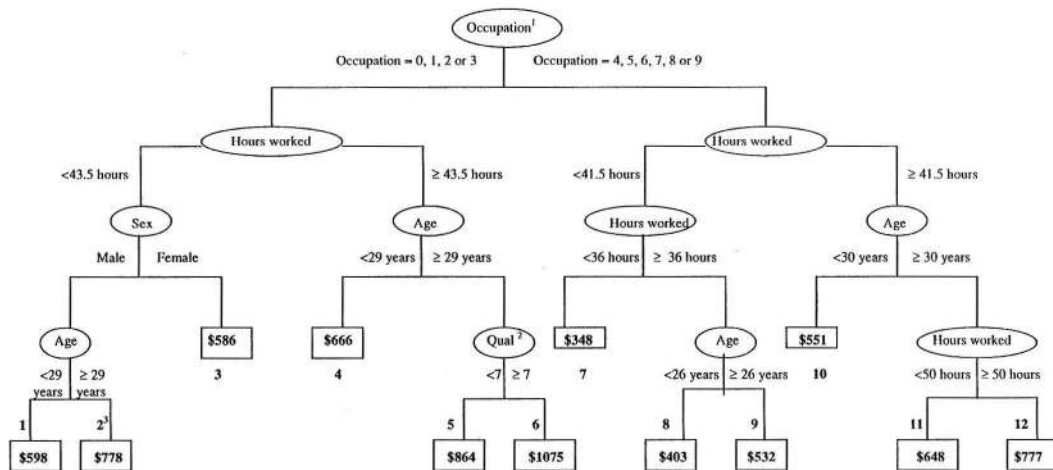 Occupation¹
Occupation = 0, 1, 2 or 3 Occupation = 4, 5, 6, 7, 8 or 9
Hours worked Hours worked
<43.5 hours ≥ 43.5 hours <41.5 hours ≥ 41.5 hours
Sex Age Hours worked Age
Male Female <29 years ≥ 29 years <36 hours ≥ 36 hours <30 years ≥ 30 years
Age $586 $666 Qual ² $348 Age $551 Hours worked
3 4 7 10
<29 years ≥ 29 years <7 ≥ 7 <26 years ≥ 26 years <50 hours ≥ 50 hours
1 2³ 5 6 8 9 11 12
$598 $778 $864 $1075 $403 $532 $648 $777